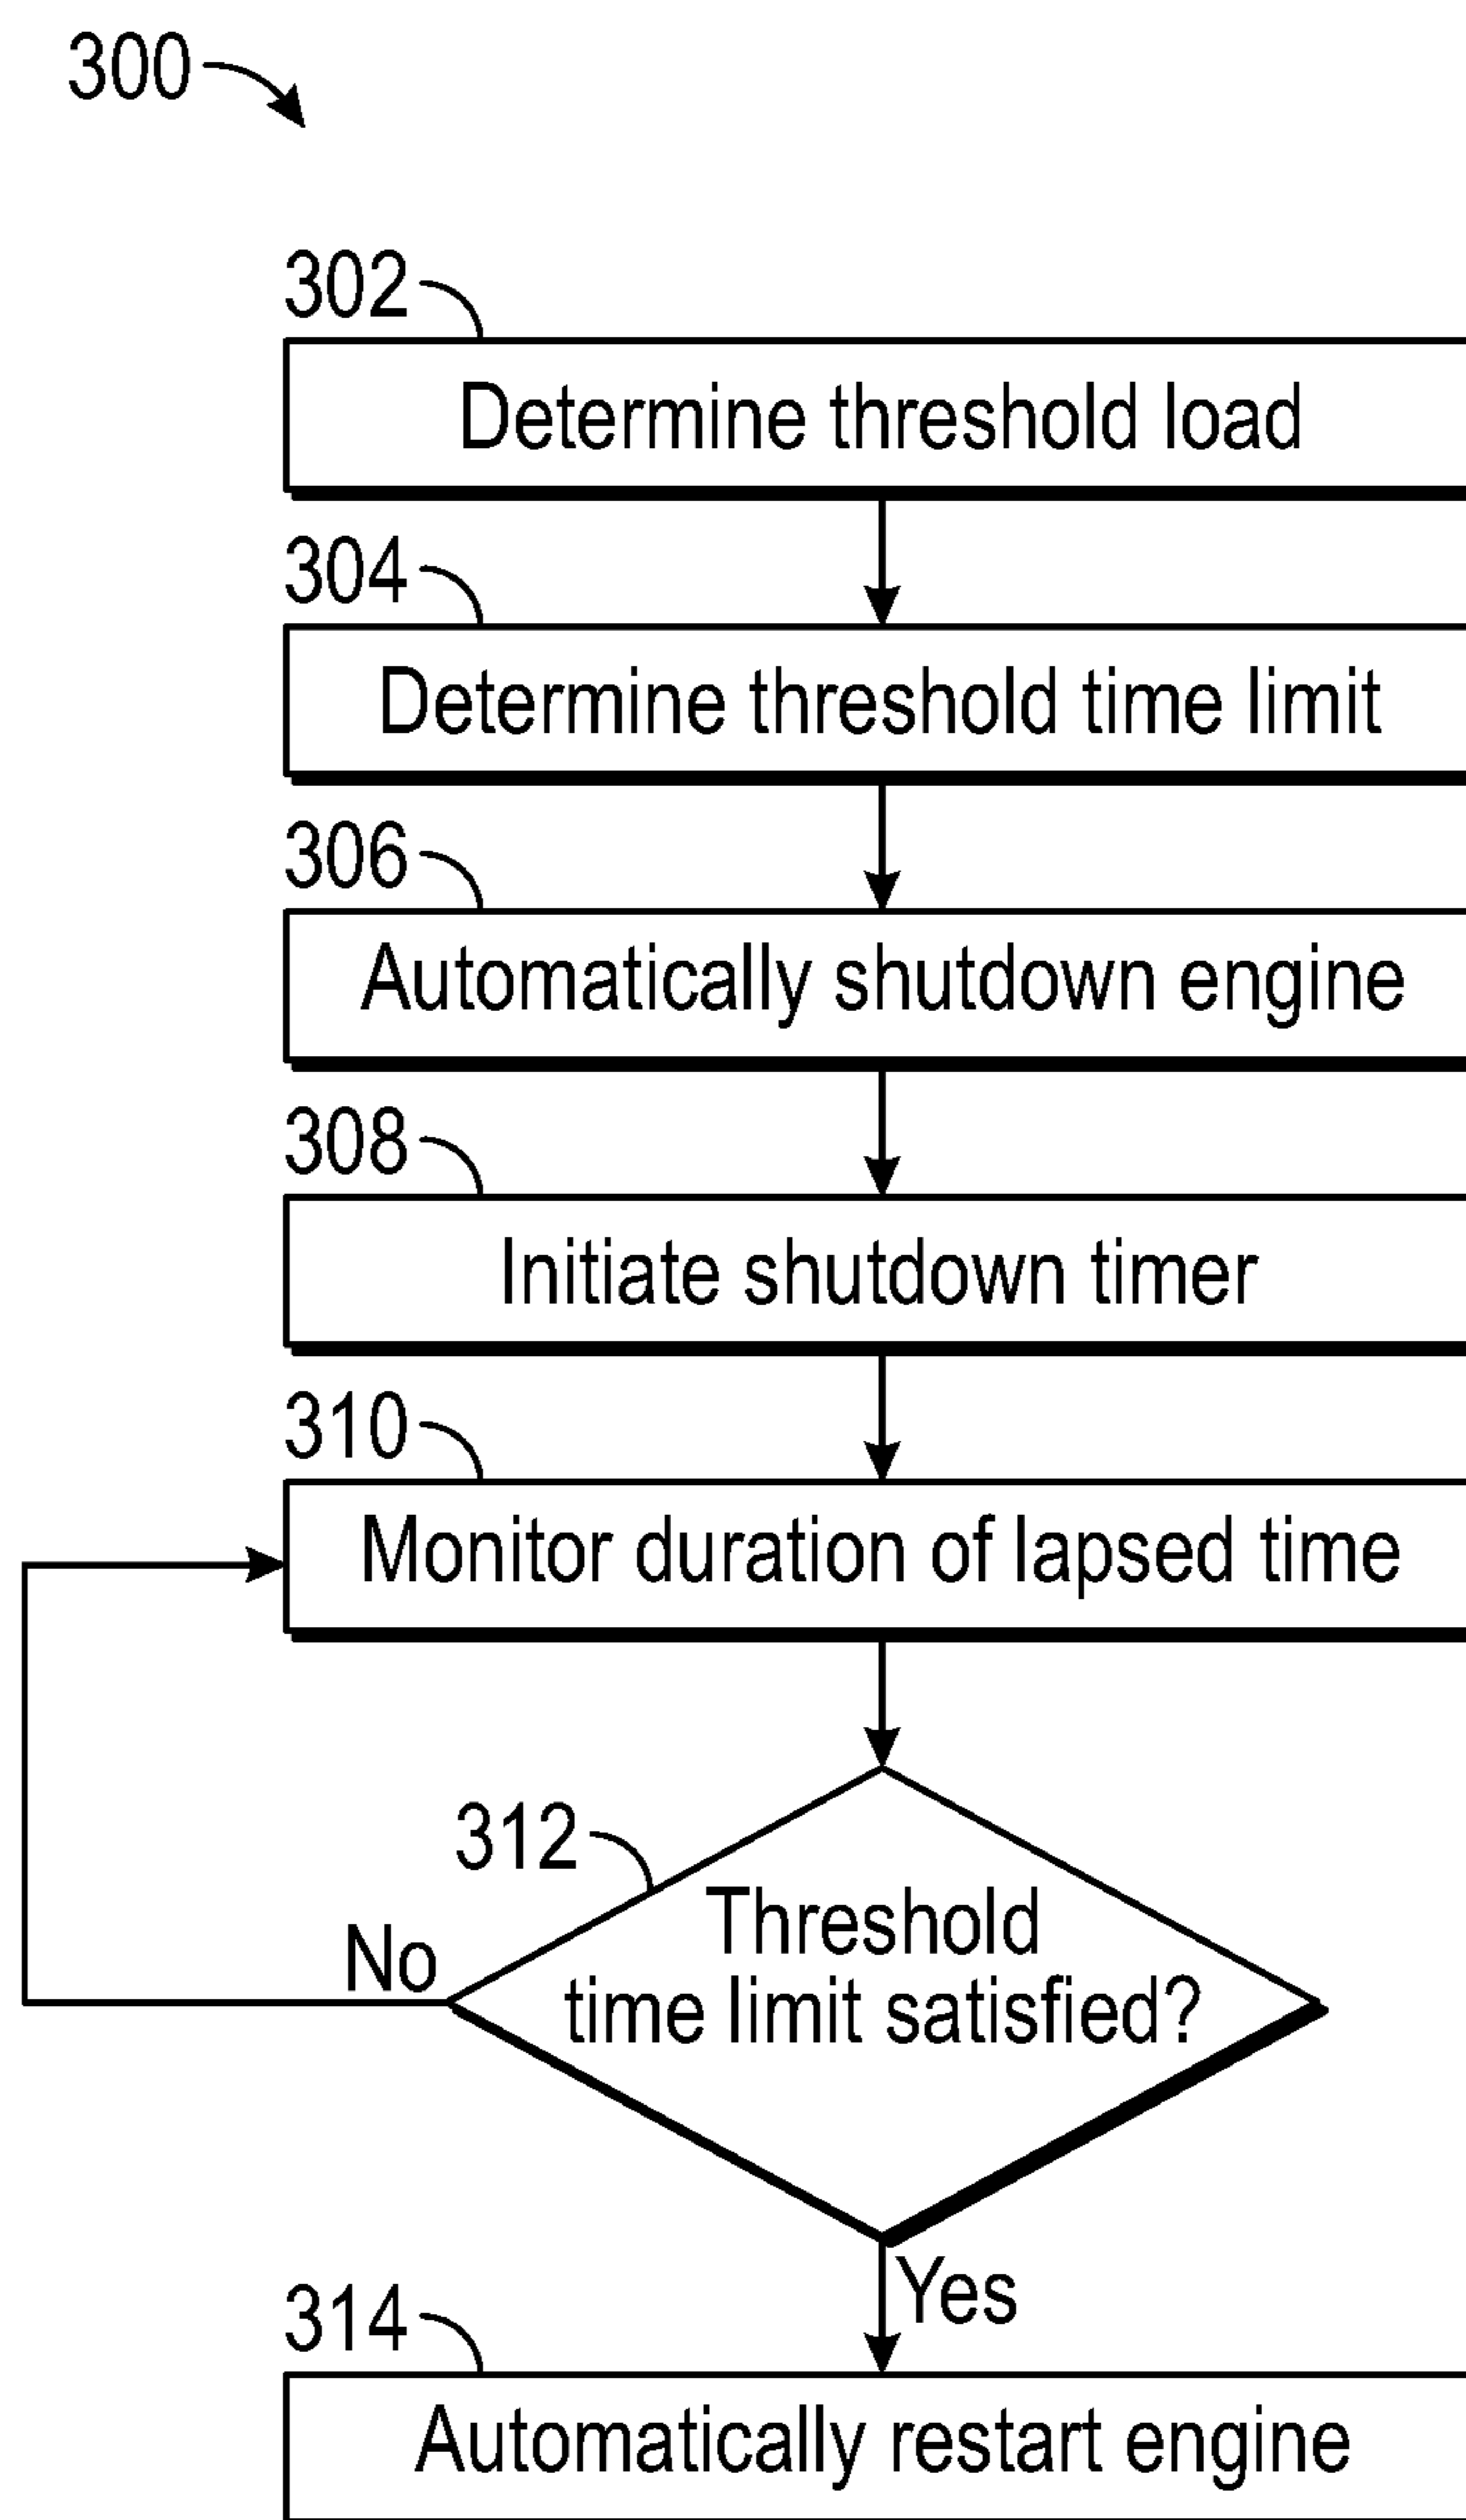 300
302
Determine threshold load
304
Determine threshold time limit
306
Automatically shutdown engine
308
Initiate shutdown timer
310
Monitor duration of lapsed time
312
Threshold
time limit satisfied?
No
Yes
314
Automatically restart engine